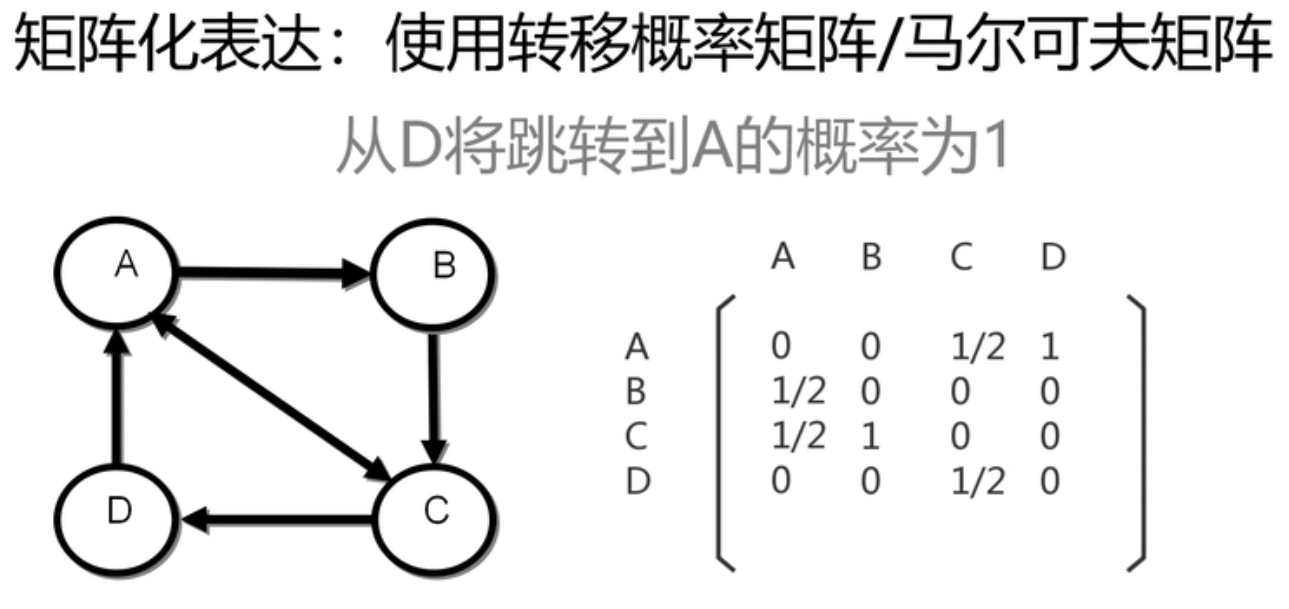 矩阵化表达：使用转移概率矩阵/马尔可夫矩阵
从D将跳转到A的概率为1
A B
D C
A B C D
A 0 0 1/2 1
B 1/2 0 0 0
C 1/2 1 0 0
D 0 0 1/2 0